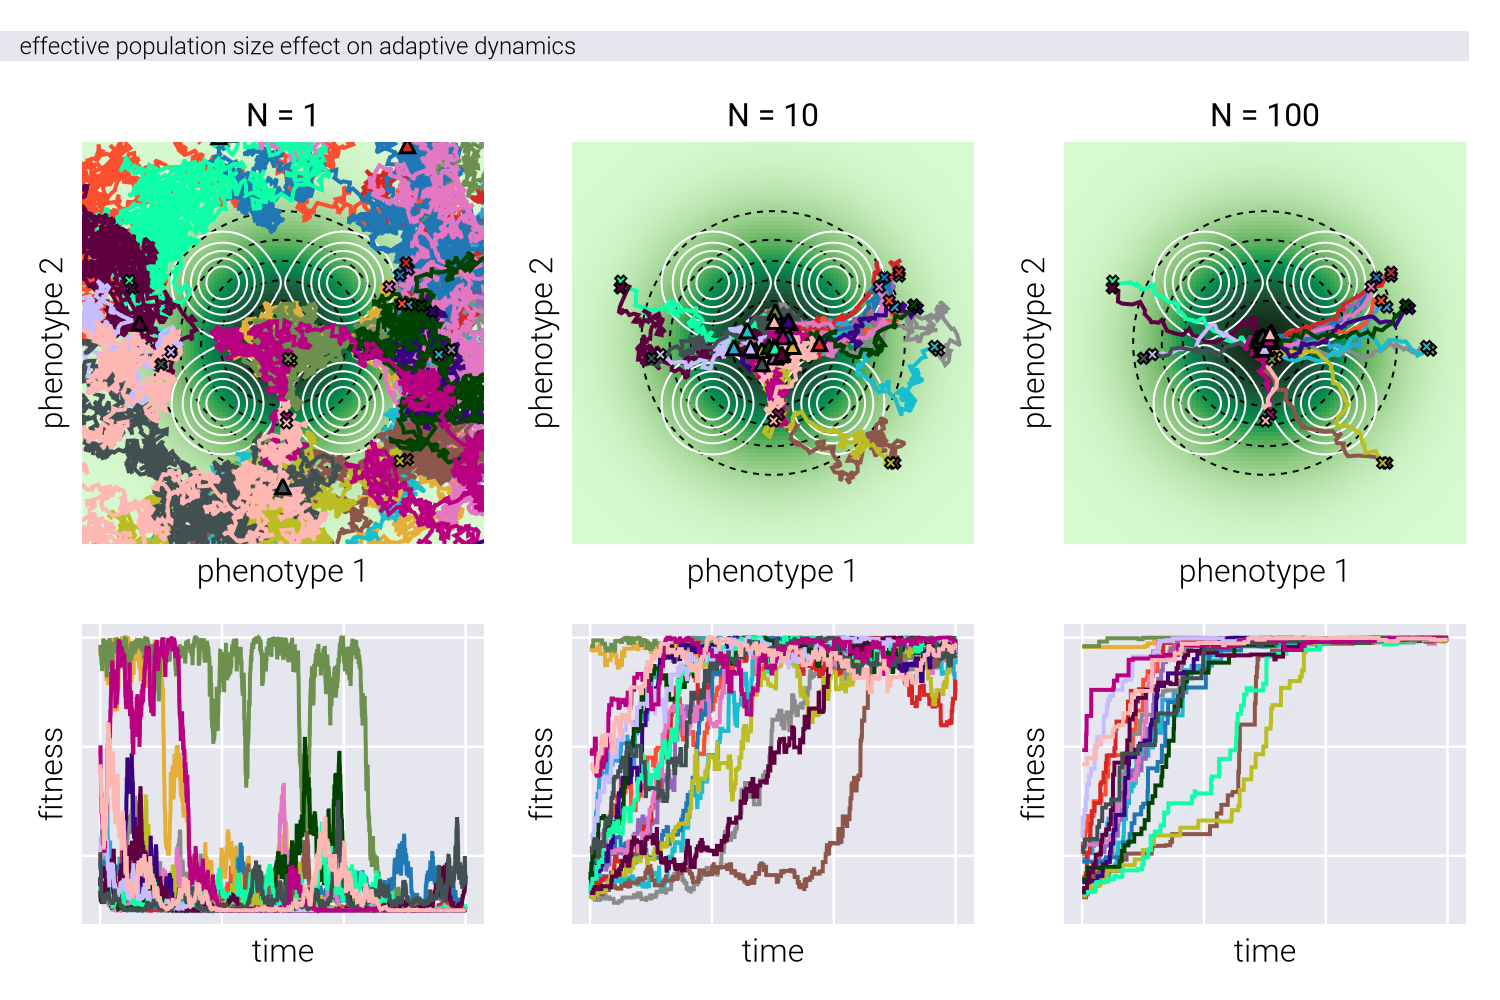 effective population size effect on adaptive dynamics
N = 1
N = 10
N = 100
phenotype 2
phenotype 2
phenotype 2
phenotype 1
phenotype 1
phenotype 1
fitness
fitness
fitness
time
time
time